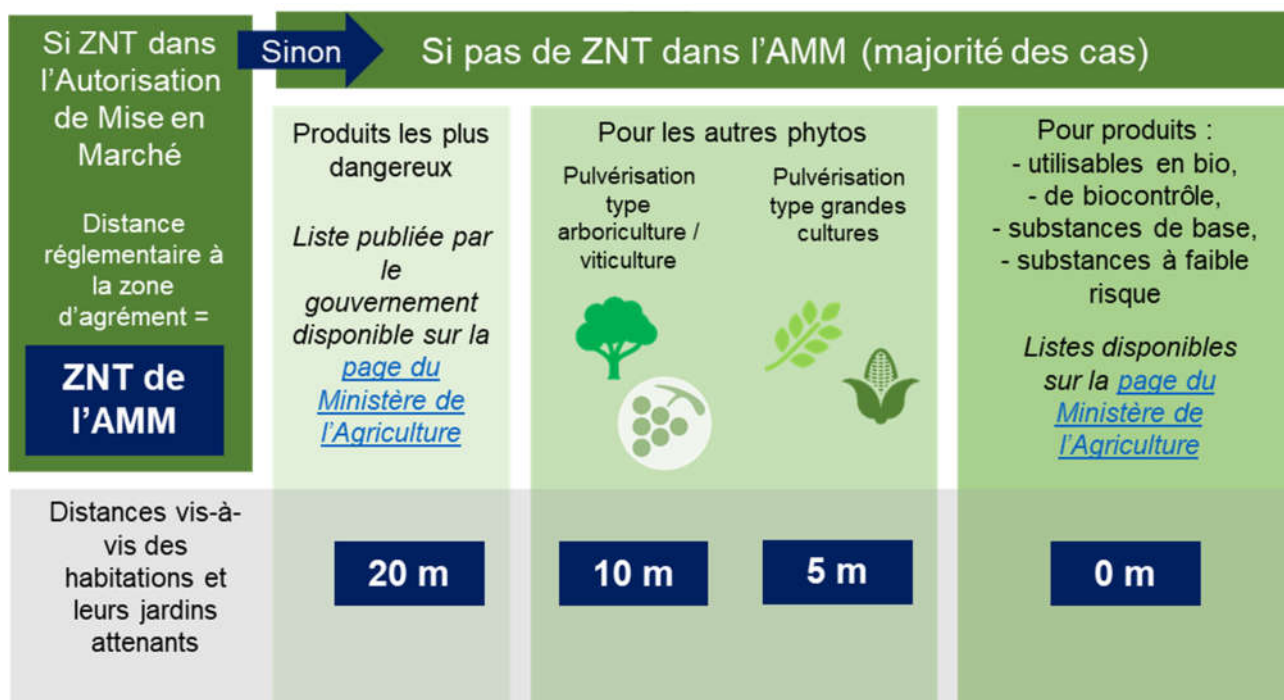 Si ZNT dans
l'Autorisation
de Mise en
Marché
Distance
réglementaire à
la zone
d'agrément =
ZNT de
l'AMM
Sinon
Si pas de ZNT dans l'AMM (majorité des cas)
Produits les plus
dangereux
Liste publiée par
le
gouvernement
disponible sur la
page du
Ministère de
l'Agriculture
Pour les autres phytos
Pulvérisation
type
arboriculture /
viticulture
Pulvérisation
type grandes
cultures
Pour produits :
- utilisables en bio,
- de biocontrôle,
- substances de base,
- substances à faible
risque
Listes disponibles
sur la page du
Ministère de
l'Agriculture
Distances vis-à-
vis des
habitations et
leurs jardins
attenants
20 m
10 m
5 m
0 m